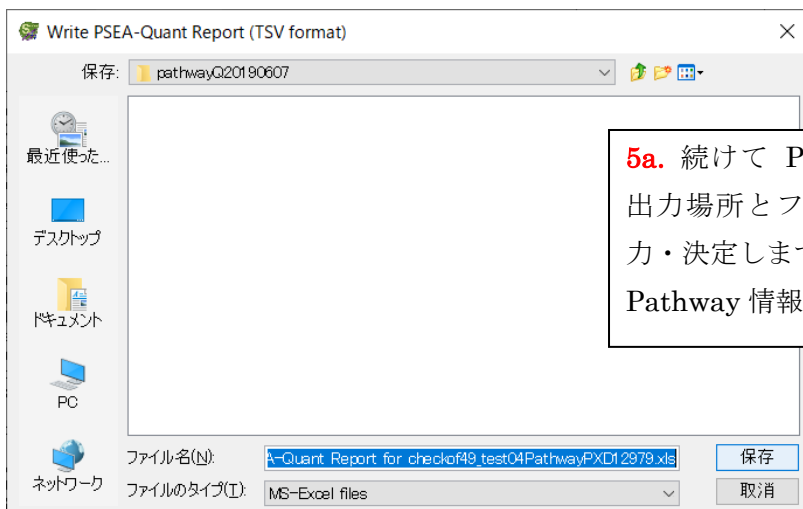 Write PSEA-Quant Report (TSV format)
保存: pathwayQ20190607
最近使った...
デスクトップ
ドキュメント
PC
ネットワーク
5a. 続けて P
出力場所とフ
力・決定しま
Pathway 情報
ファイル名(N): A-Quant Report for checkof49_test04PathwayPXD12979.xls 保存
ファイルのタイプ(T): MS-Excel files 取消